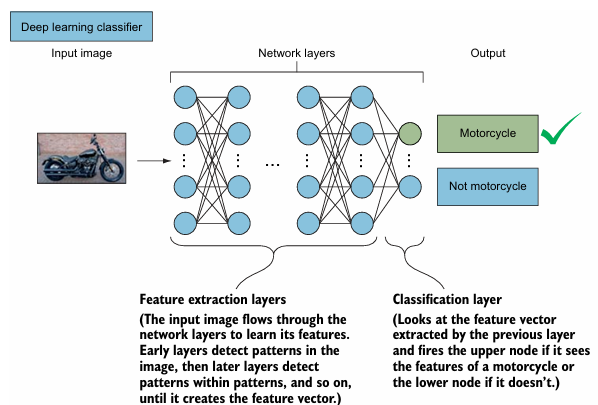 Deep learning classifier
Input image
Network layers
Output
Motorcycle
Not motorcycle
Feature extraction layers
(The input image flows through the
network layers to learn its features.
Early layers detect patterns in the
image, then later layers detect
patterns within patterns, and so on,
until it creates the feature vector.)
Classification layer
(Looks at the feature vector
extracted by the previous layer
and fires the upper node if it sees
the features of a motorcycle or
the lower node if it doesn't.)